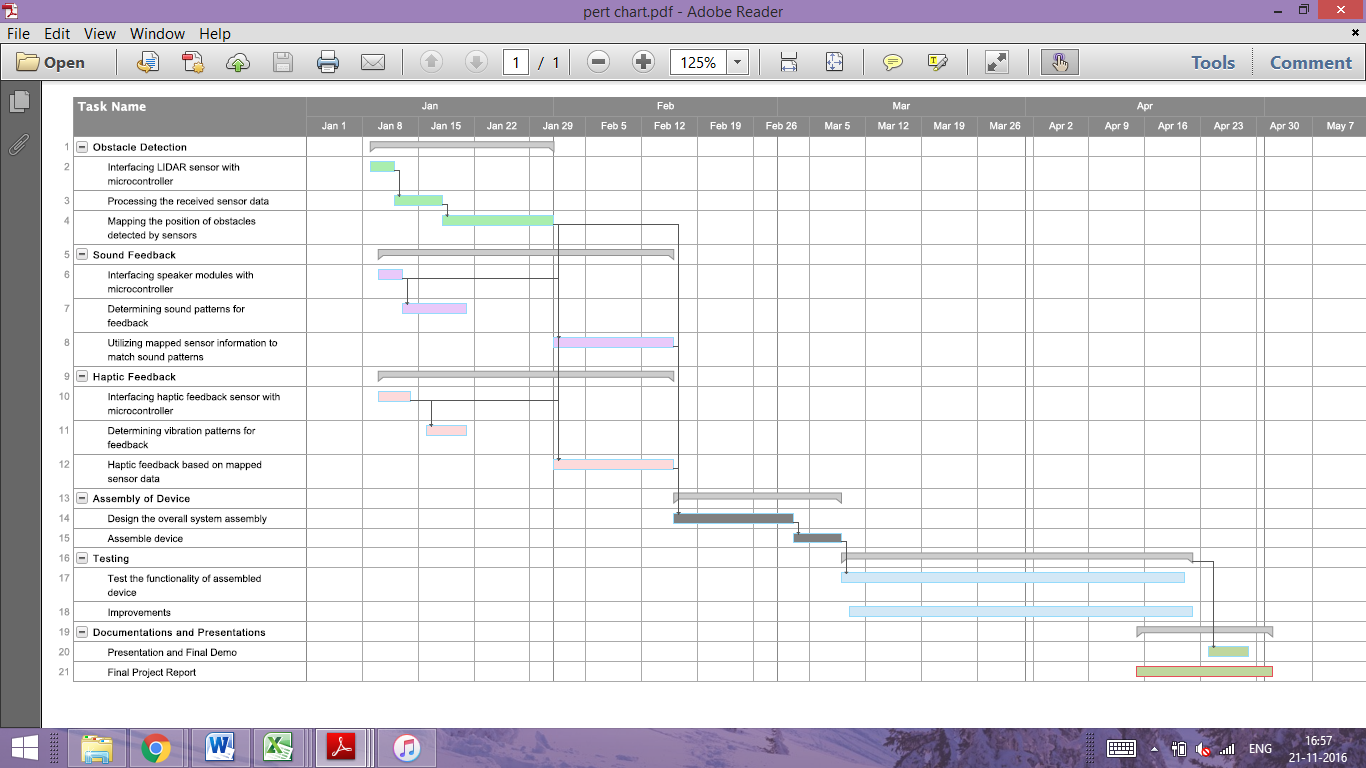 pert chart.pdf - Adobe Reader
File Edit View Window Help
Open 1 / 1 125% Tools Comment
Task Name
Jan Feb Mar Apr
Jan 1 Jan 8 Jan 15 Jan 22 Jan 29 Feb 5 Feb 12 Feb 19 Feb 26 Mar 5 Mar 12 Mar 19 Mar 26 Apr 2 Apr 9 Apr 16 Apr 23 Apr 30 May 7
1 Obstacle Detection
2 Interfacing LIDAR sensor with
microcontroller
3 Processing the received sensor data
4 Mapping the position of obstacles
detected by sensors
5 Sound Feedback
6 Interfacing speaker modules with
microcontroller
7 Determining sound patterns for
feedback
8 Utilizing mapped sensor information to
match sound patterns
9 Haptic Feedback
10 Interfacing haptic feedback sensor with
microcontroller
11 Determining vibration patterns for
feedback
12 Haptic feedback based on mapped
sensor data
13 Assembly of Device
14 Design the overall system assembly
15 Assemble device
16 Testing
17 Test the functionality of assembled
device
18 Improvements
19 Documentations and Presentations
20 Presentation and Final Demo
21 Final Project Report
ENG
16:57
21-11-2016